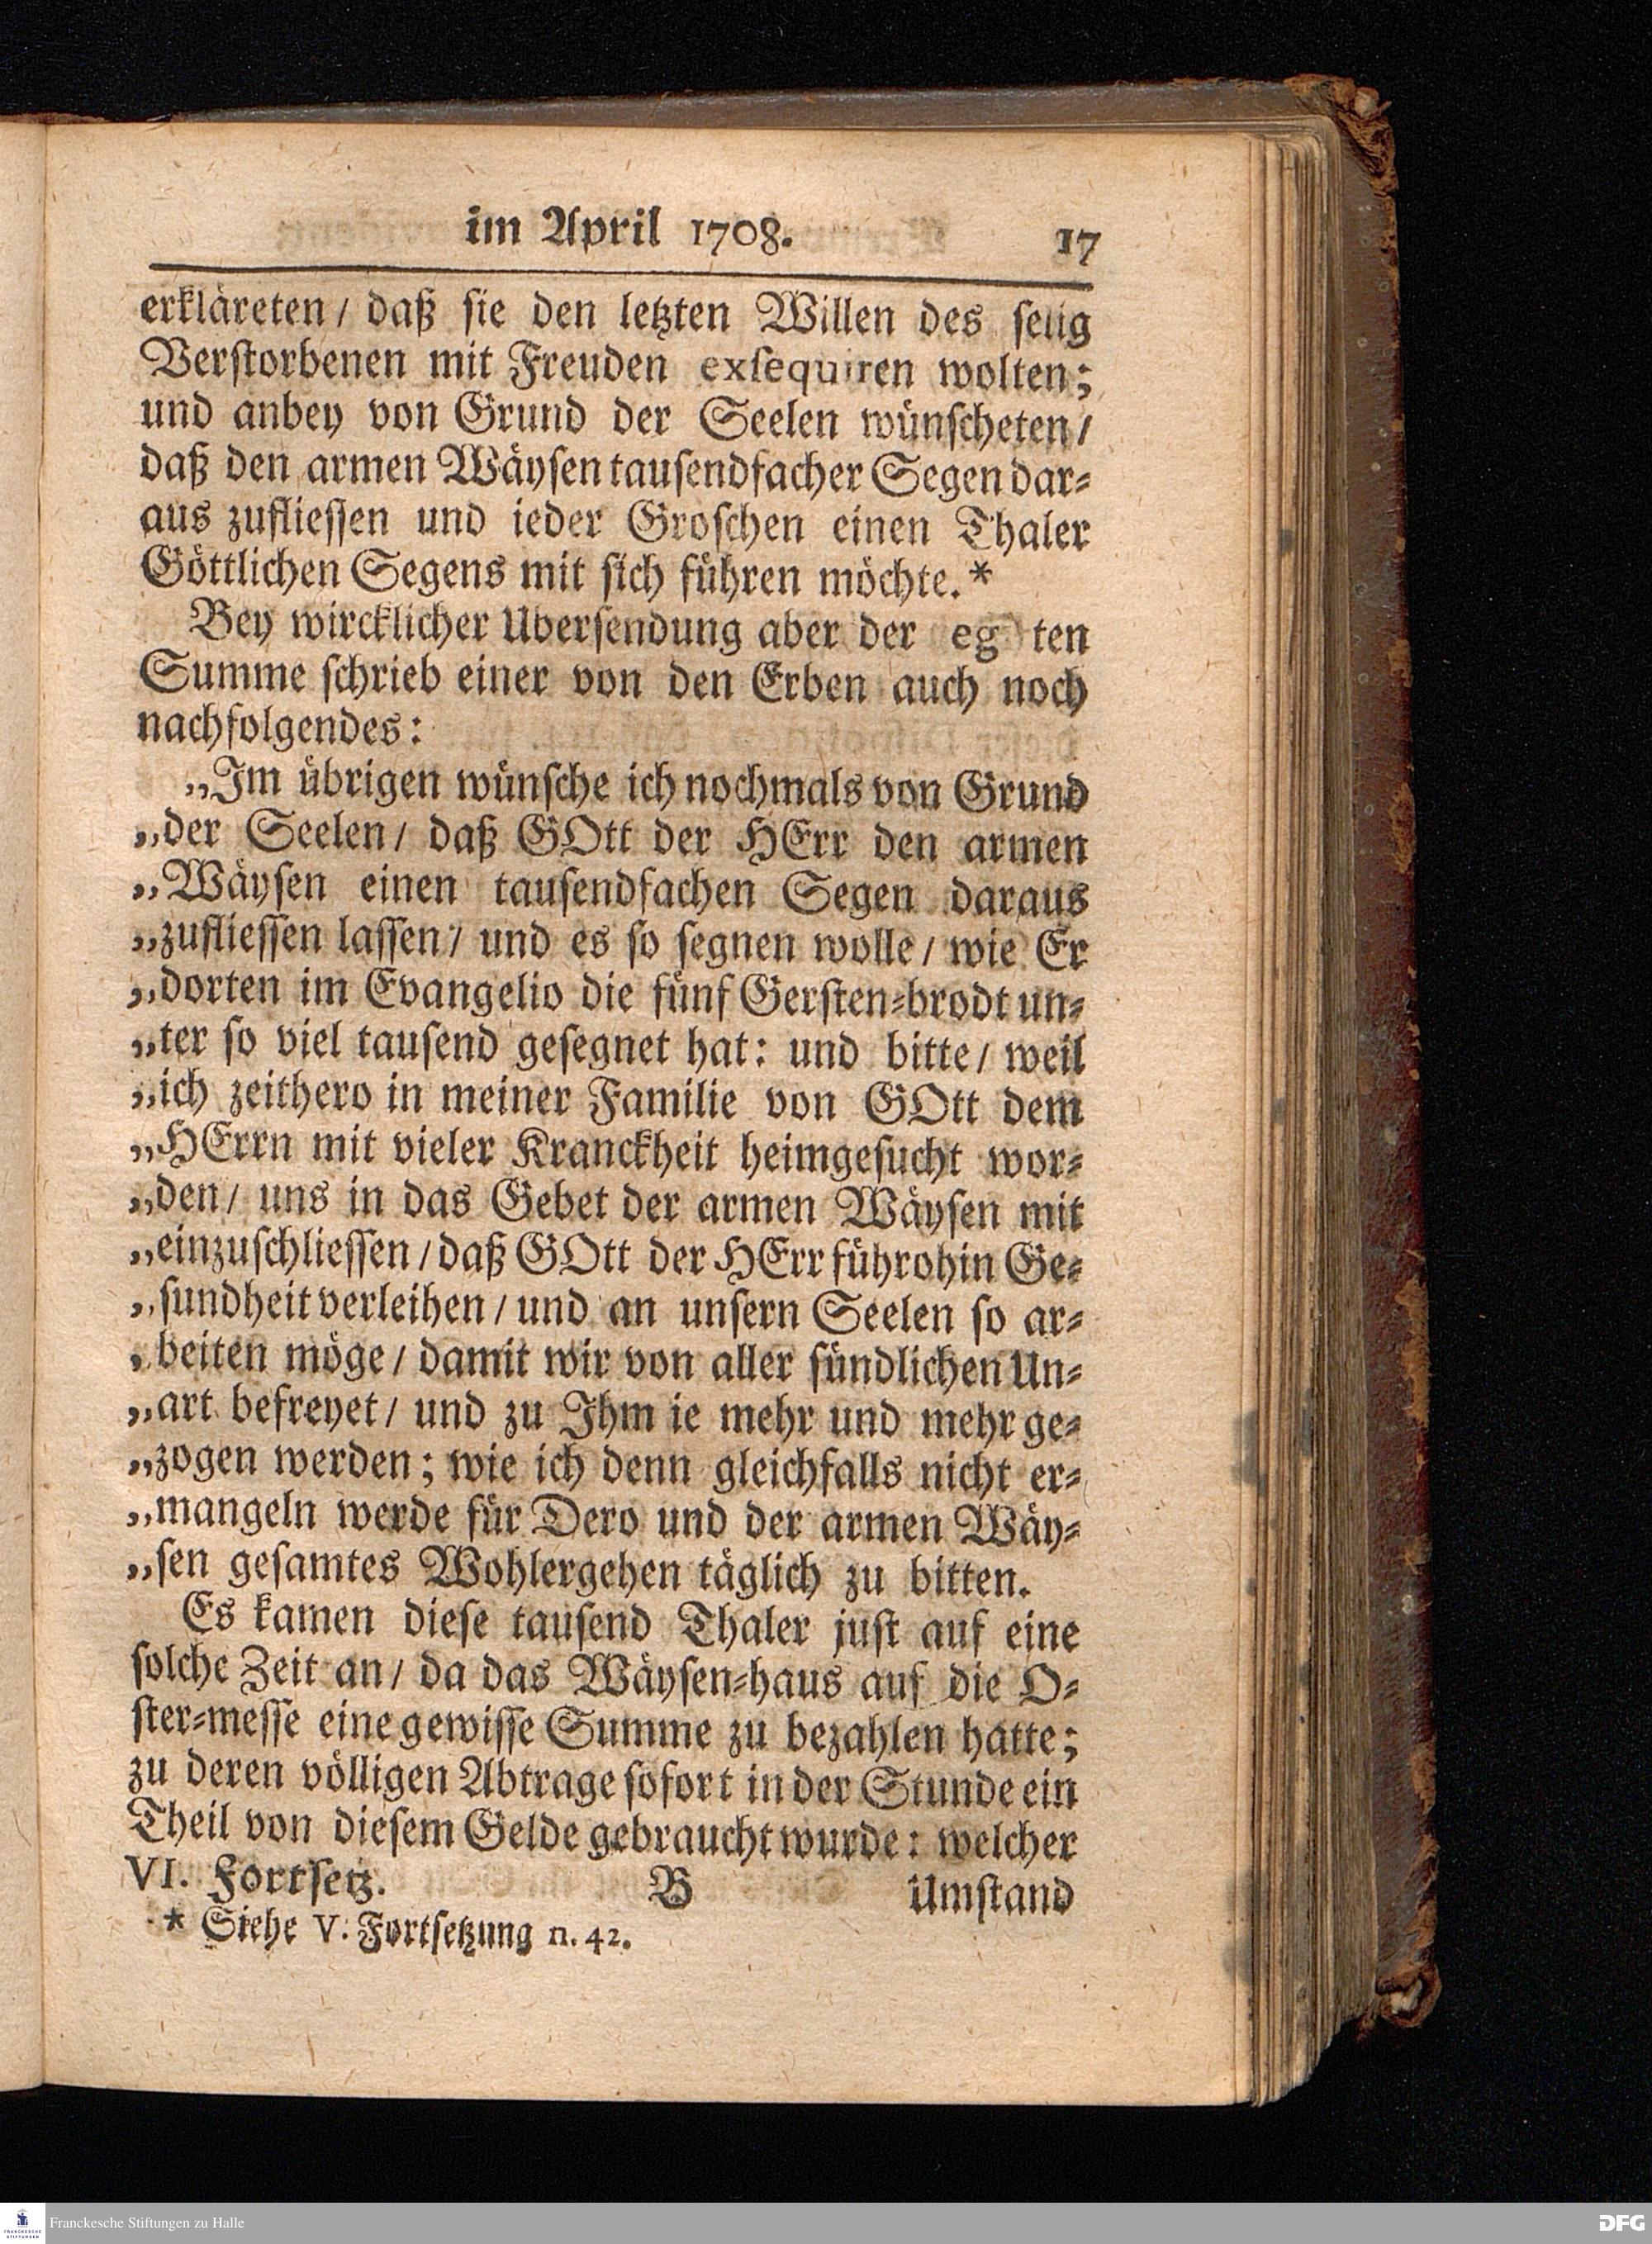 im April 1708.
17
erkläreten/ daß sie den letzten Willen des selig
Verstorbenen mit Freuden exsequiren wolten;
und anbey von Grund der Seelen wünscheten/
daß den armen Wäysen tausendfacher Segen dar-
aus zufliessen und ieder Groschen einen Thaler
Göttlichen Segens mit sich führen möchte.*
Bey wircklicher Ubersendung aber der
Summe schrieb einer von den Erben auch noch
nachfolgendes:
„Im übrigen wünsche ich nochmals von Grund
„der Seelen/ daß GOtt der HErr den armen
„Wäysen einen tausendfachen Segen daraus
„zufliessen lassen/ und es so segnen wolle/ wie Er
„dorten im Evangelio die fünf Gersten-brodt un-
„ter so viel tausend gesegnet hat: und bitte/ weil
„ich zeithero in meiner Familie von GOtt dem
„HErrn mit vieler Kranckheit heimgesucht wor-
„den/ uns in das Gebet der armen Wäysen mit
„einzuschliessen/ daß GOtt der HErr führohin Ge-
„sundheit verleihen/ und an unsern Seelen so ar-
„beiten möge/ damit wir von aller sündlichen Un-
„art befreyet/ und zu Ihm ie mehr und mehr ge-
„zogen werden; wie ich denn gleichfalls nicht er-
„mangeln werde für Dero und der armen Wäy-
„sen gesamtes Wohlergehen täglich zu bitten.
Es kamen diese tausend Thaler just auf eine
solche Zeit an/ da das Wäysen-haus auf die O-
ster-messe eine gewisse Summe zu bezahlen hatte;
zu deren völligen Abtrage sofort in der Stunde ein
Theil von diesem Gelde gebraucht wurde: welcher
VI. Fortsetz. B Umstand
* Siehe V. Fortsetzung n. 42.
FRANCKESCHE STIFTUNGEN
Franckesche Stiftungen zu Halle
DFG